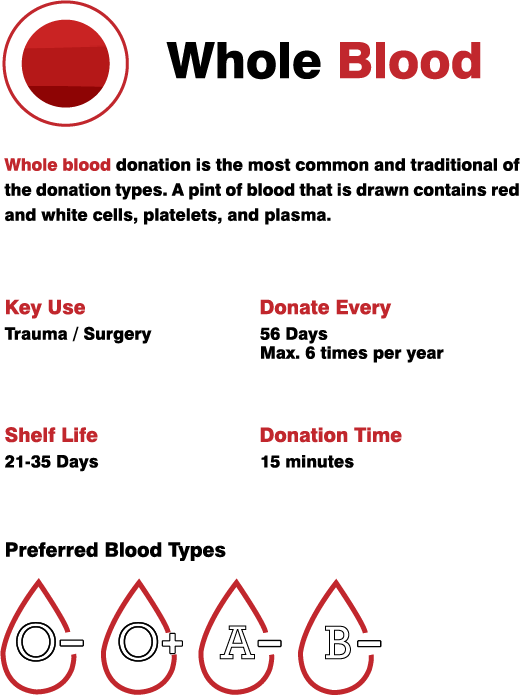 Whole Blood
Whole blood donation is the most common and traditional of
the donation types. A pint of blood that is drawn contains red
and white cells, platelets, and plasma.
Key Use
Trauma / Surgery
Donate Every
56 Days
Max. 6 times per year
Shelf Life
21-35 Days
Donation Time
15 minutes
Preferred Blood Types
O− O+ A− B−